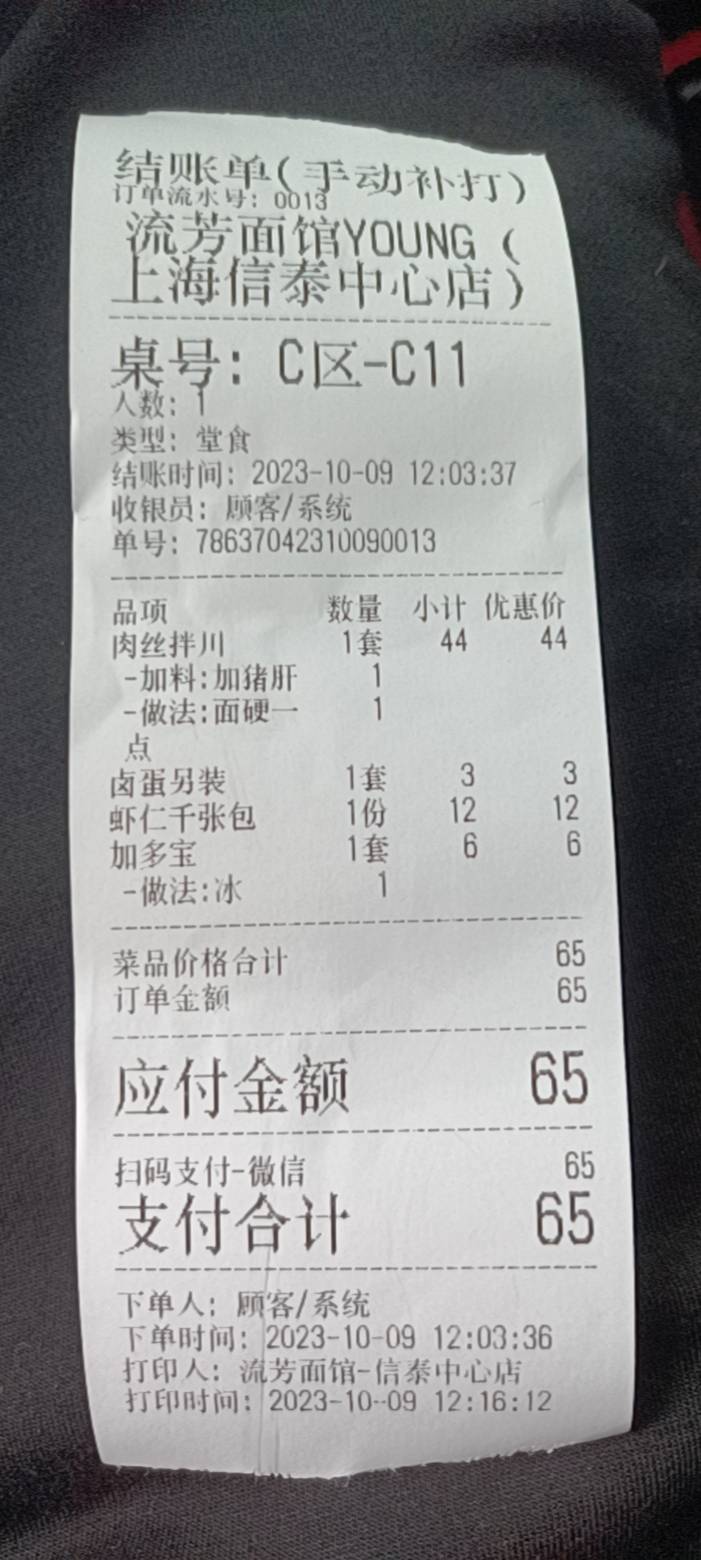 结账单(手动补打)
订单流水号: 0013
流芳面馆YOUNG (
上海信泰中心店)
桌号: C区-C11
人数: 1
类型: 堂食
结账时间: 2023-10-09 12:03:37
收银员: 顾客/系统
单号: 78637042310090013
品项 数量 小计 优惠价
肉丝拌川 1套 44 44
-加料:加猪肝 1
-做法:面硬一 1
点
卤蛋另装 1套 3 3
虾仁千张包 1份 12 12
加多宝 1套 6 6
-做法:冰 1
菜品价格合计 65
订单金额 65
应付金额 65
扫码支付-微信 65
支付合计 65
下单人: 顾客/系统
下单时间: 2023-10-09 12:03:36
打印人: 流芳面馆-信泰中心店
打印时间: 2023-10-09 12:16:12